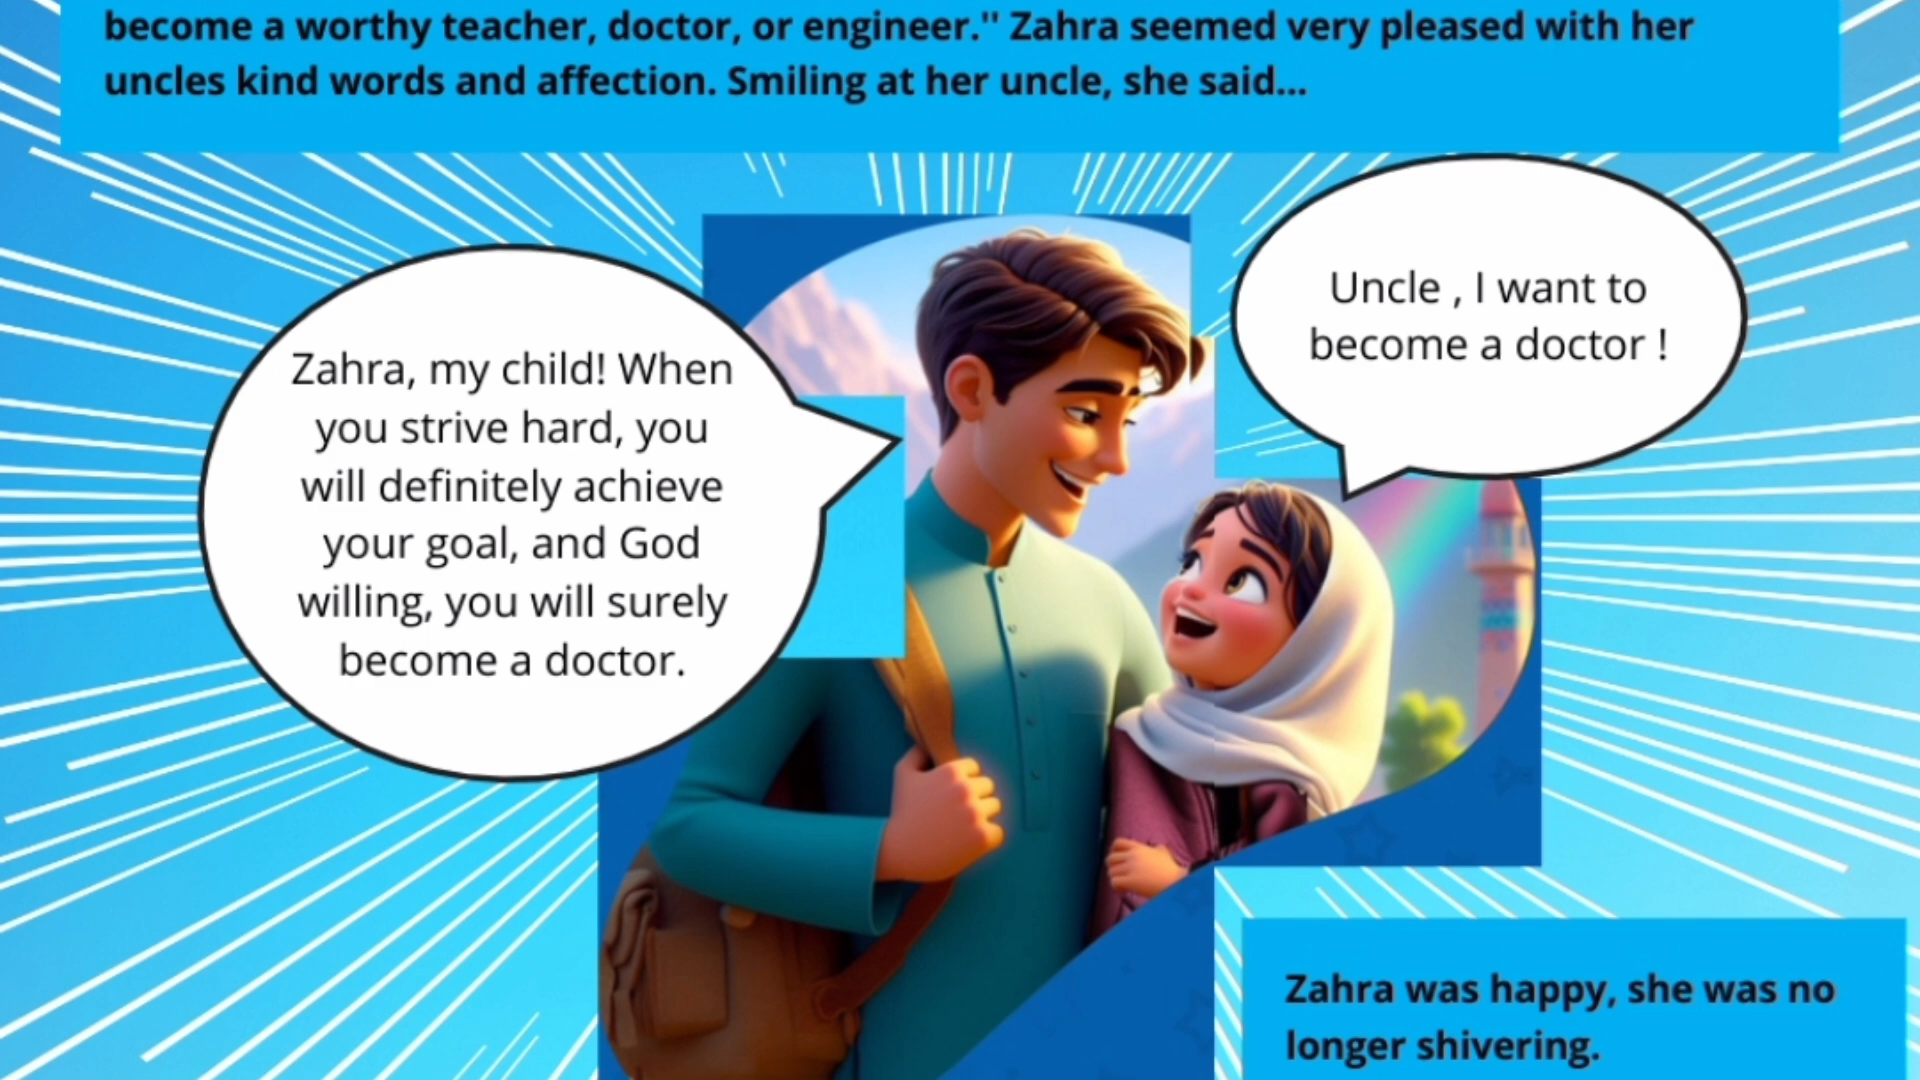 become a worthy teacher, doctor, or engineer.'' Zahra seemed very pleased with her
uncles kind words and affection. Smiling at her uncle, she said...
Uncle , I want to
become a doctor !
Zahra, my child! When
you strive hard, you
will definitely achieve
your goal, and God
willing, you will surely
become a doctor.
Zahra was happy, she was no
longer shivering.